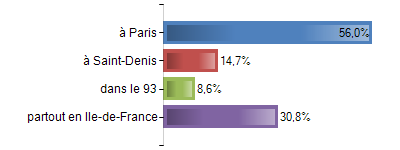 à Paris 56,0%
à Saint-Denis 14,7%
dans le 93 8,6%
partout en Ile-de-France 30,8%